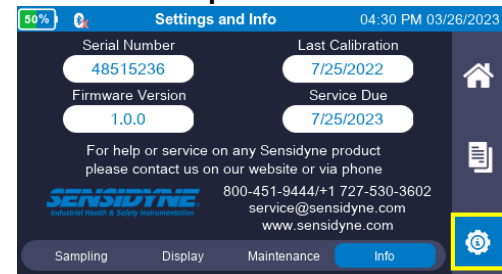 50% Settings and Info 04:30 PM 03/26/2023
Serial Number Last Calibration
48515236 7/25/2022
Firmware Version Service Due
1.0.0 7/25/2023
For help or service on any Sensidyne product
please contact us on our website or via phone
SENSIDYNE.
Industrial Health & Safety Instrumentation
800-451-9444/+1 727-530-3602
service@sensidyne.com
www.sensidyne.com
Sampling Display Maintenance Info